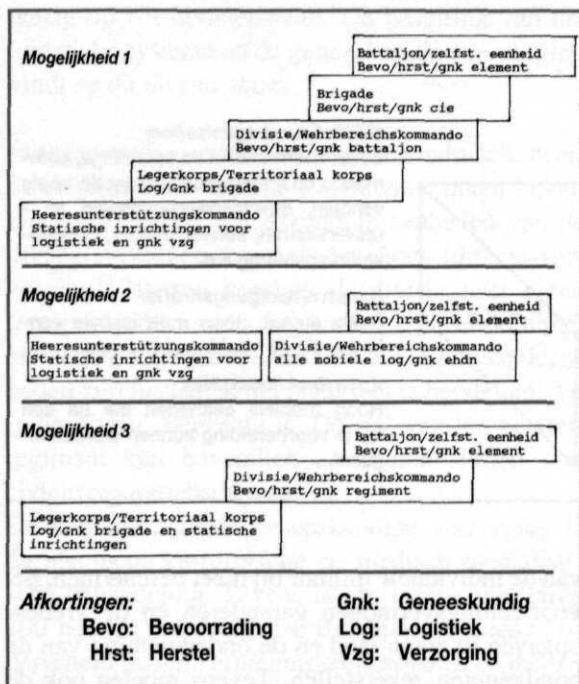 Mogelijkheid 1
Battaljon/zelfst. eenheid
Bevo/hrst/gnk element
Brigade
Bevo/hrst/gnk cie
Divisie/Wehrbereichskommando
Bevo/hrst/gnk battaljon
Legerkorps/Territoriaal korps
Log/Gnk brigade
Heeresunterstützungskommando
Statische inrichtingen voor
logistiek en gnk vzg
Mogelijkheid 2
Battaljon/zelfst. eenheid
Bevo/hrst/gnk element
Heeresunterstützungskommando
Statische inrichtingen voor
logistiek en gnk vzg
Divisie/Wehrbereichskommando
alle mobiele log/gnk ehdn
Mogelijkheid 3
Battaljon/zelfst. eenheid
Bevo/hrst/gnk element
Divisie/Wehrbereichskommando
Bevo/hrst/gnk regiment
Legerkorps/Territoriaal korps
Log/Gnk brigade en statische
inrichtingen
Afkortingen:
Bevo: Bevoorrading
Hrst: Herstel
Gnk: Geneeskundig
Log: Logistiek
Vzg: Verzorging